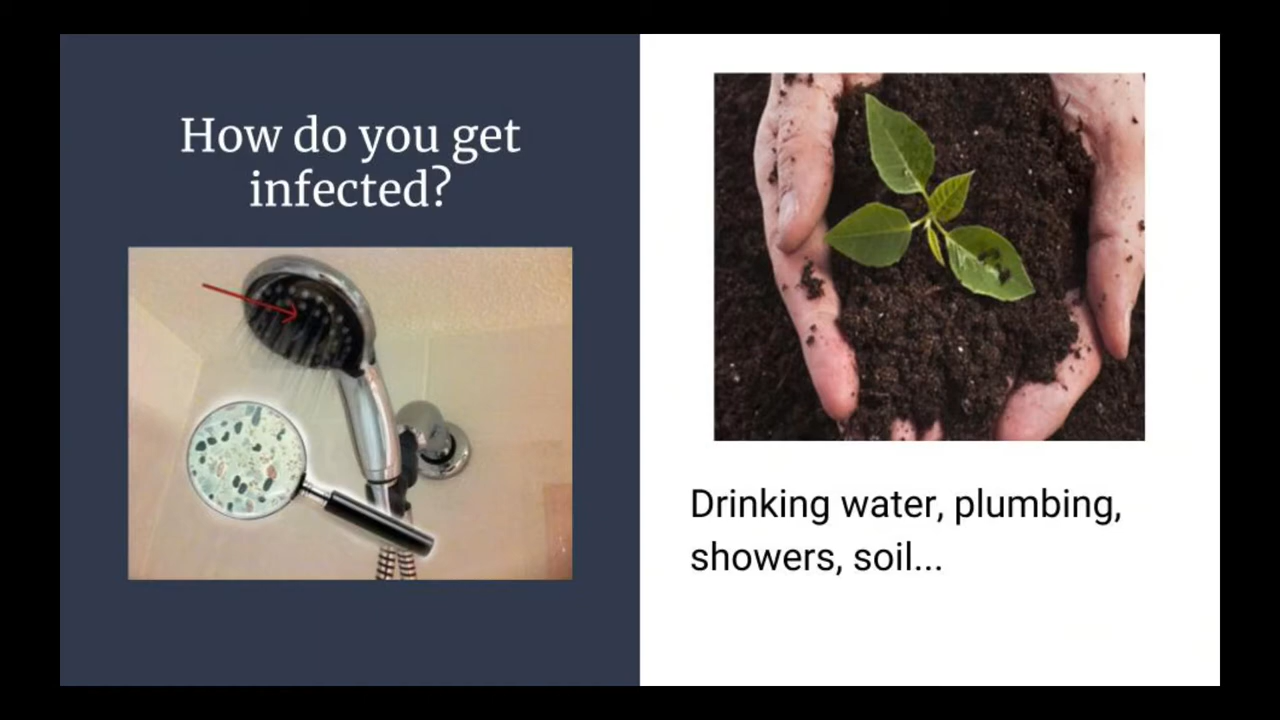 How do you get
infected?
Drinking water, plumbing,
showers, soil...